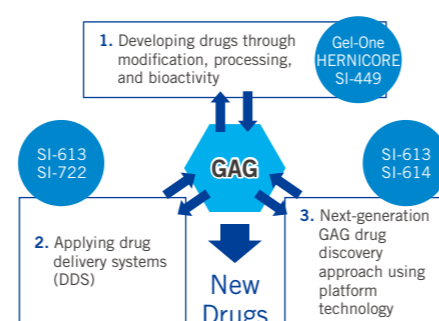 1. Developing drugs through
modification, processing,
and bioactivity
Gel-One
HERNICORE
SI-449
SI-613
SI-722
GAG
SI-613
SI-614
2. Applying drug
delivery systems
(DDS)
3. Next-generation
GAG drug
discovery
approach using
platform
technology
New
Drugs